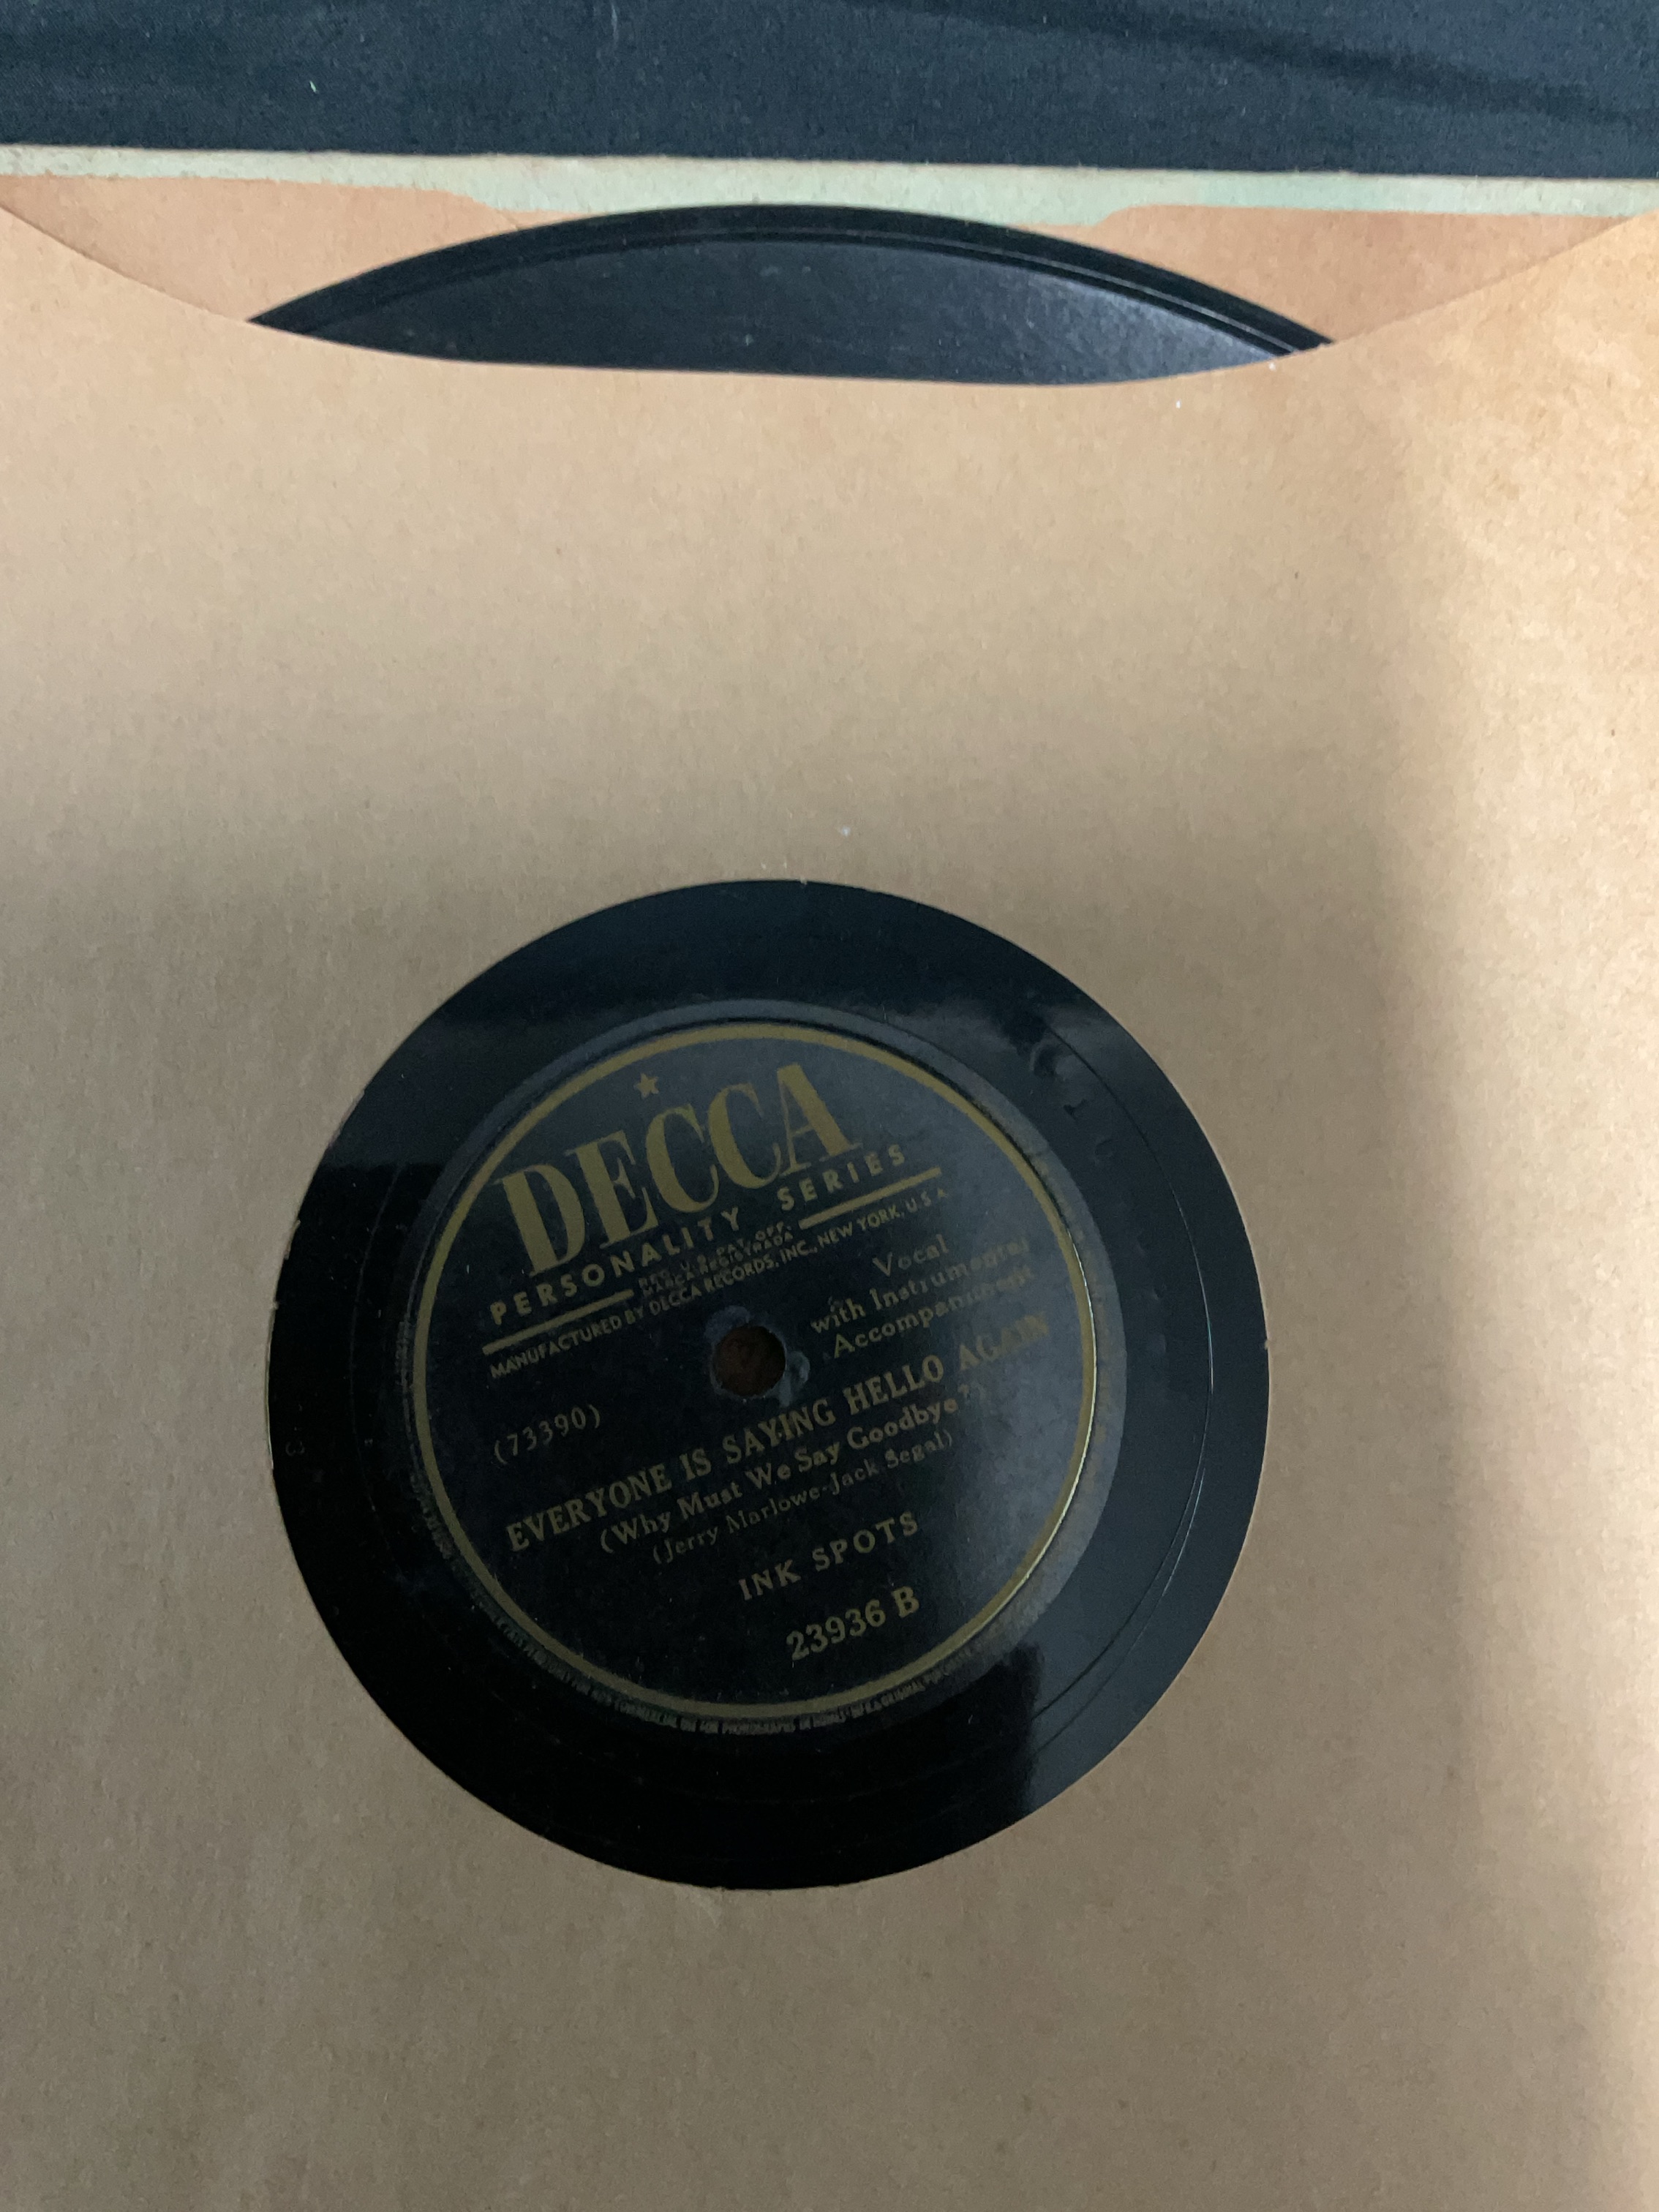 DECCA
PERSONALITY SERIES
REG. U. S. PAT. OFF.
MARCA REGISTRADA
MANUFACTURED BY DECCA RECORDS, INC., NEW YORK, U.S.A.
Vocal
with Instrumental
Accompaniment
(73390)
EVERYONE IS SAYING HELLO AGAIN
(Why Must We Say Goodbye?)
(Jerry Marlowe-Jack Segal)
INK SPOTS
23936 B